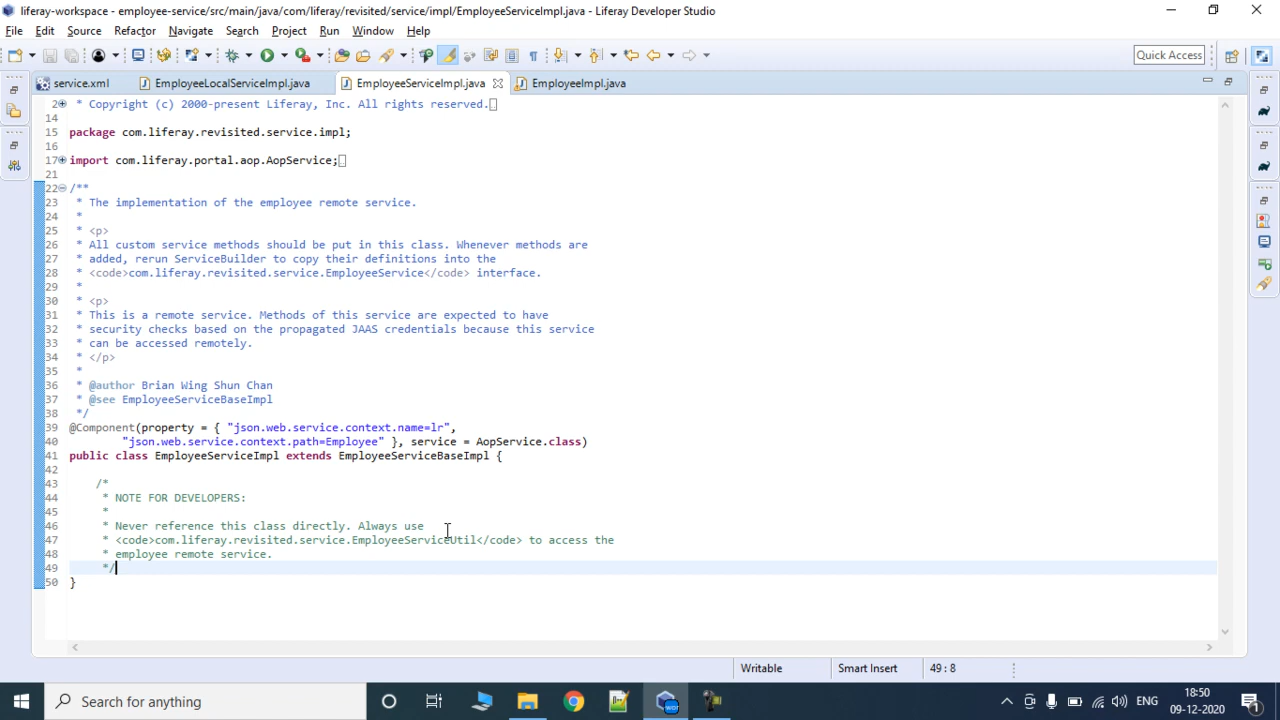 liferay-workspace - employee-service/src/main/java/com/liferay/revisited/service/impl/EmployeeServiceImpl.java - Liferay Developer Studio
File Edit Source Refactor Navigate Search Project Run Window Help
Quick Access
service.xml EmployeeLocalServiceImpl.java EmployeeServiceImpl.java EmployeeImpl.java
2 * Copyright (c) 2000-present Liferay, Inc. All rights reserved.
14
15 package com.liferay.revisited.service.impl;
16
17 import com.liferay.portal.aop.AopService;
21
22 /**
23 * The implementation of the employee remote service.
24 *
25 * <p>
26 * All custom service methods should be put in this class. Whenever methods are
27 * added, rerun ServiceBuilder to copy their definitions into the
28 * <code>com.liferay.revisited.service.EmployeeService</code> interface.
29 *
30 * <p>
31 * This is a remote service. Methods of this service are expected to have
32 * security checks based on the propagated JAAS credentials because this service
33 * can be accessed remotely.
34 * </p>
35 *
36 * @author Brian Wing Shun Chan
37 * @see EmployeeServiceBaseImpl
38 */
39 @Component(property = { "json.web.service.context.name=lr",
40 "json.web.service.context.path=Employee" }, service = AopService.class)
41 public class EmployeeServiceImpl extends EmployeeServiceBaseImpl {
42
43 /*
44 * NOTE FOR DEVELOPERS:
45 *
46 * Never reference this class directly. Always use
47 * <code>com.liferay.revisited.service.EmployeeServiceUtil</code> to access the
48 * employee remote service.
49 */
50 }
Writable Smart Insert 49 : 8
Search for anything
ENG
18:50
09-12-2020
1